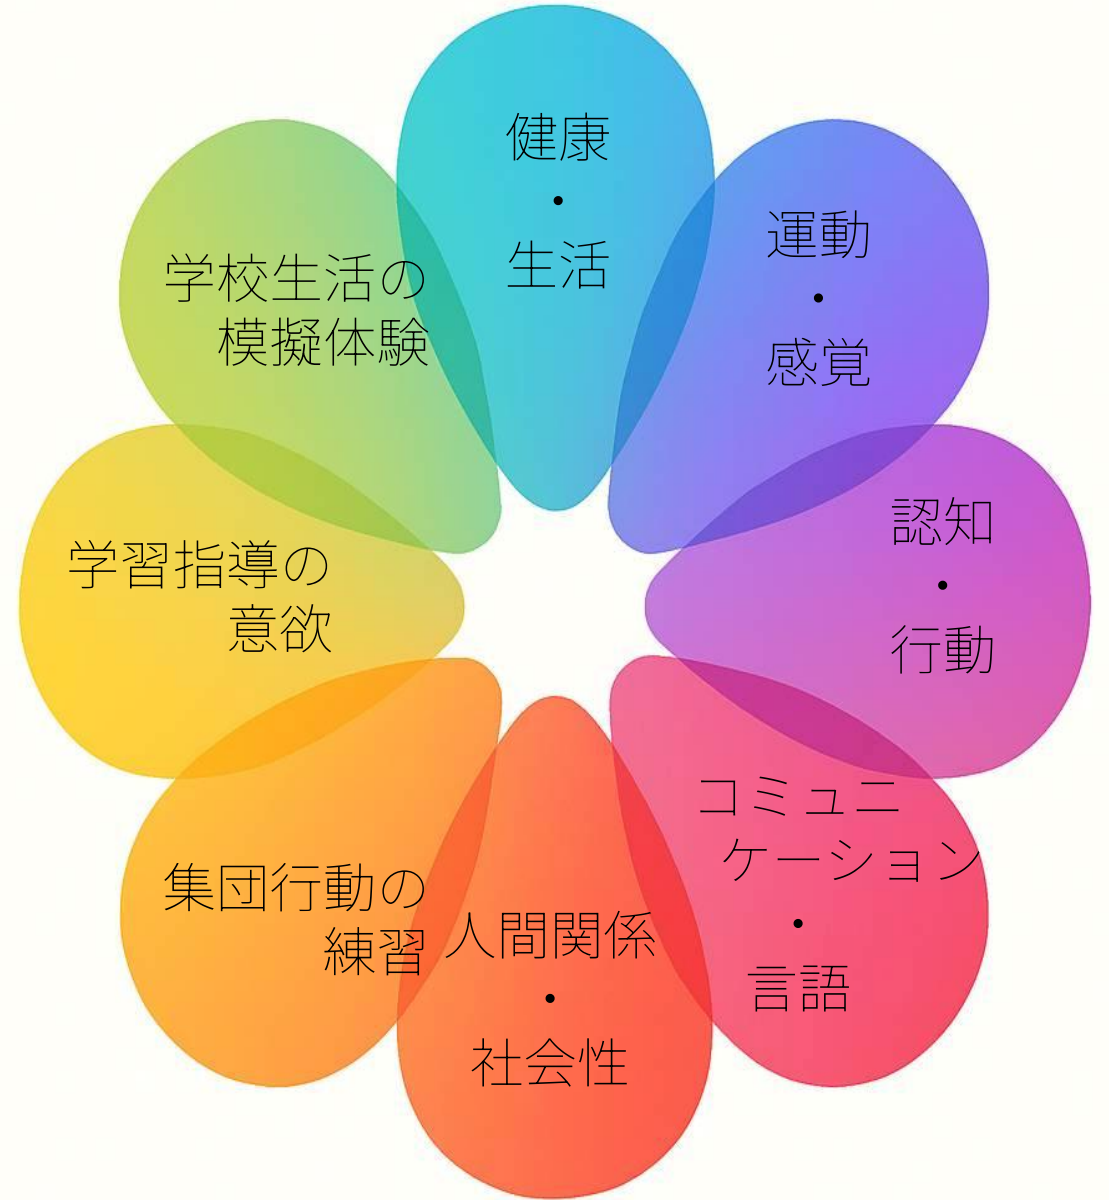 健康
・
生活
運動
・
感覚
認知
・
行動
コミュニ
ケーション
・
言語
人間関係
・
社会性
集団行動の
練習
学習指導の
意欲
学校生活の
模擬体験